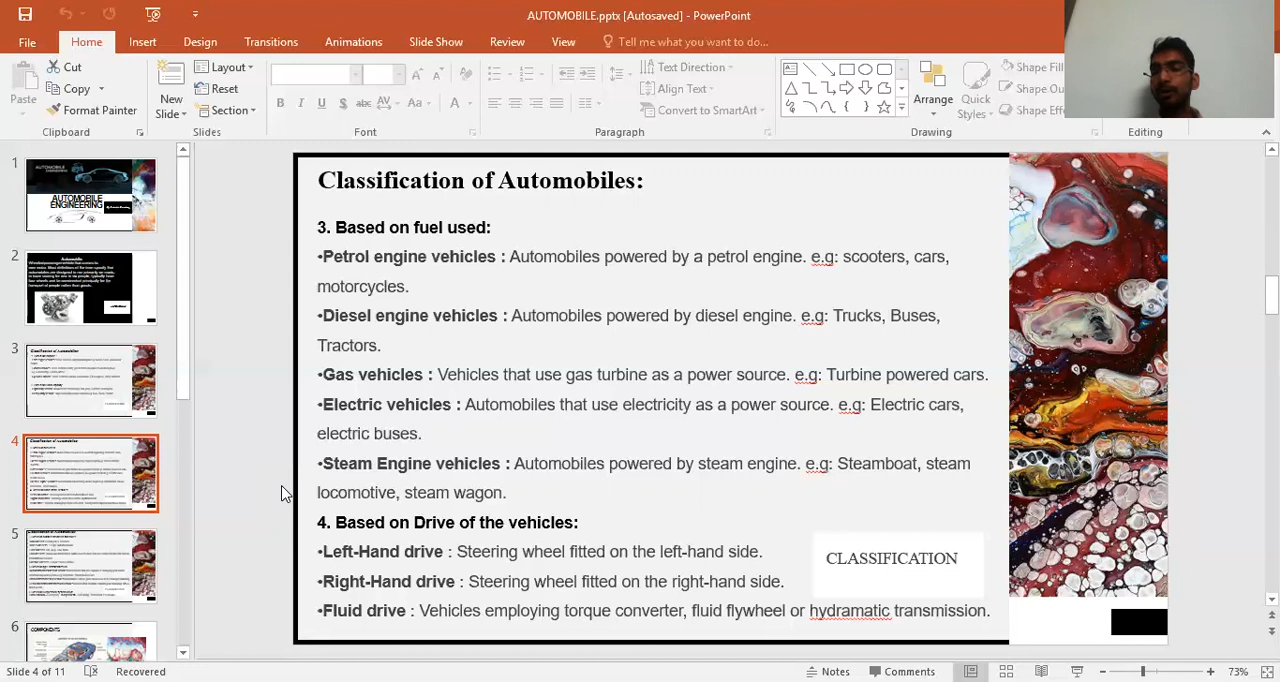 AUTOMOBILE.pptx [Autosaved] - PowerPoint
File Home Insert Design Transitions Animations Slide Show Review View Tell me what you want to do...
Paste
Cut
Copy
Format Painter
Clipboard
New Slide
Layout
Reset
Section
Slides
B I U S abc AV Aa A
Font
Text Direction
Align Text
Convert to SmartArt
Paragraph
Arrange
Quick Styles
Shape Fill
Shape Ou
Shape Effe
Drawing
Editing
1
AUTOMOBILE
ENGINEERING
2
3
Classification of Automobiles
4
5
6
COMPONENTS
Classification of Automobiles:
3. Based on fuel used:
•Petrol engine vehicles : Automobiles powered by a petrol engine. e.g: scooters, cars,
motorcycles.
•Diesel engine vehicles : Automobiles powered by diesel engine. e.g: Trucks, Buses,
Tractors.
•Gas vehicles : Vehicles that use gas turbine as a power source. e.g: Turbine powered cars.
•Electric vehicles : Automobiles that use electricity as a power source. e.g: Electric cars,
electric buses.
•Steam Engine vehicles : Automobiles powered by steam engine. e.g: Steamboat, steam
locomotive, steam wagon.
4. Based on Drive of the vehicles:
•Left-Hand drive : Steering wheel fitted on the left-hand side.
CLASSIFICATION
•Right-Hand drive : Steering wheel fitted on the right-hand side.
•Fluid drive : Vehicles employing torque converter, fluid flywheel or hydramatic transmission.
Slide 4 of 11 Recovered Notes Comments 73%